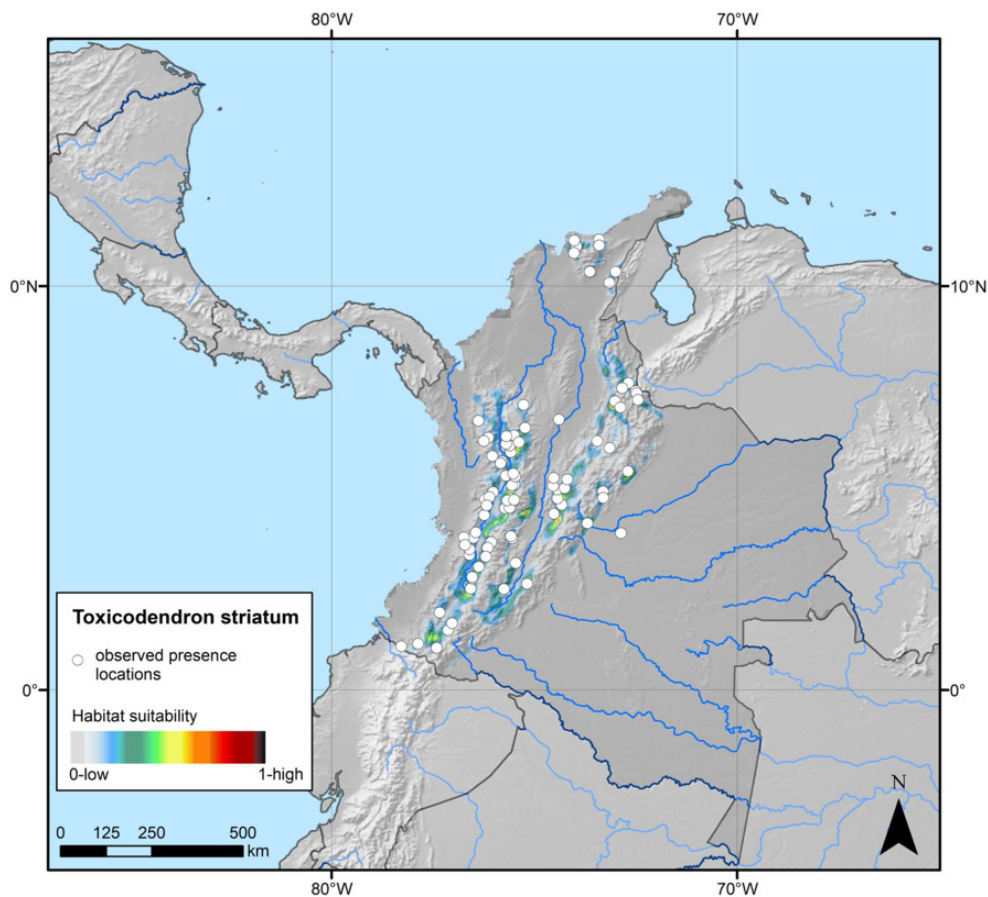 80°W 70°W
0°N 10°N
Toxicodendron striatum
observed presence
locations
Habitat suitability
0-low 1-high
0° 0°
0 125 250 500
km
N
80°W 70°W